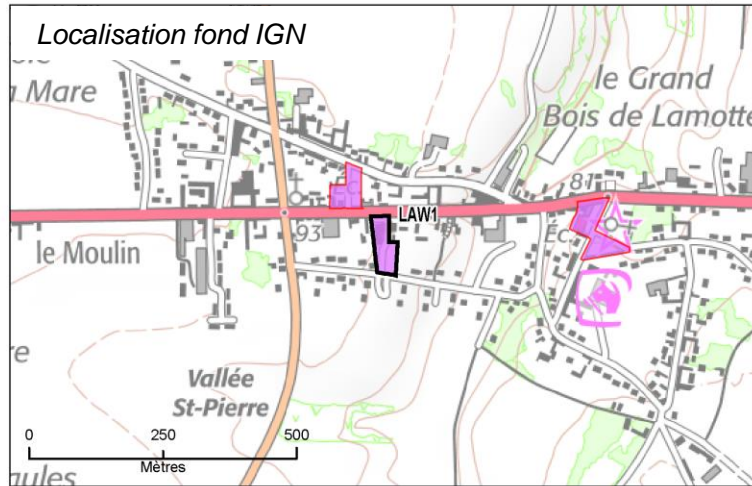 Localisation fond IGN
a Mare
le Grand
Bois de Lamotte
81
LAW1
93
le Moulin
Vallée
St-Pierre
0 250 500
Mètres
aules